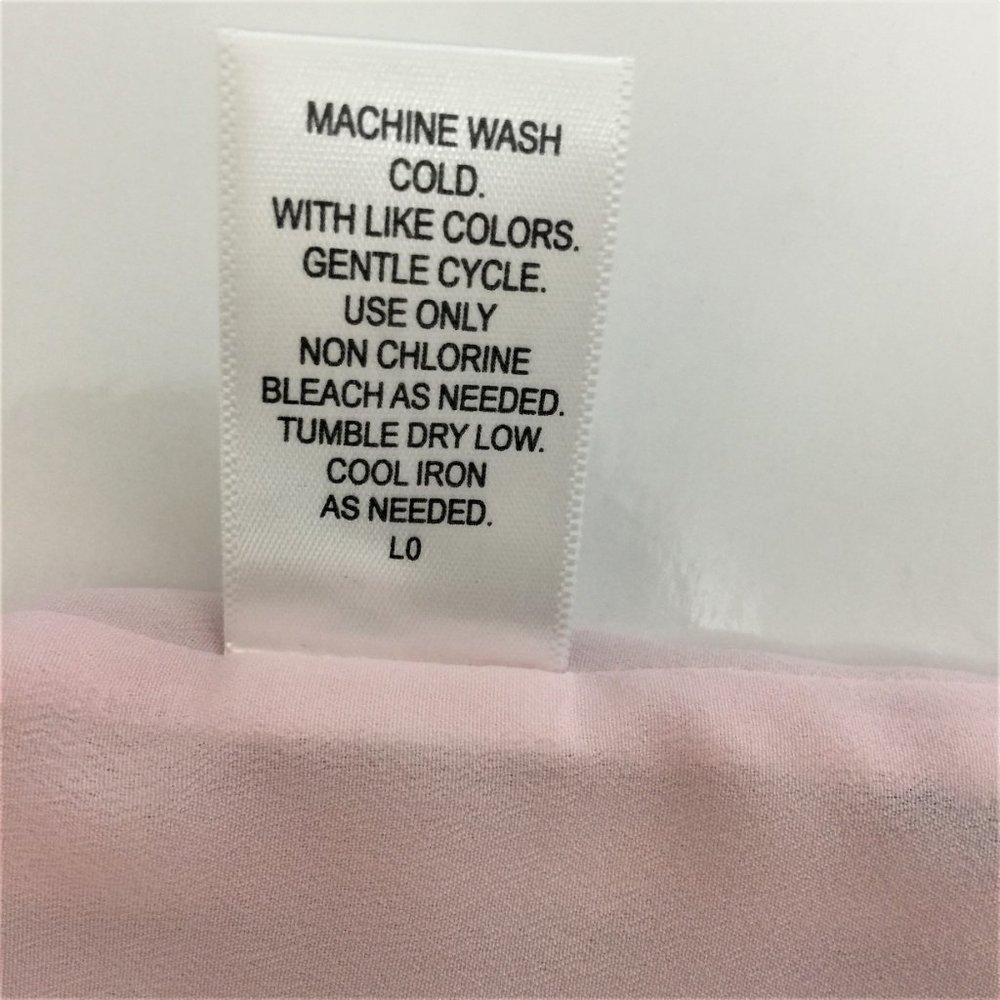 MACHINE WASH
COLD.
WITH LIKE COLORS.
GENTLE CYCLE.
USE ONLY
NON CHLORINE
BLEACH AS NEEDED.
TUMBLE DRY LOW.
COOL IRON
AS NEEDED.
L0